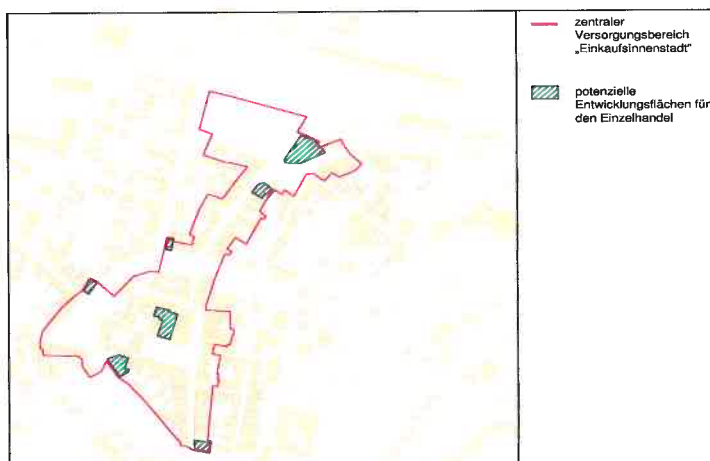 zentraler
Versorgungsbereich
„Einkaufsinnenstadt"
potenzielle
Entwicklungsflächen für
den Einzelhandel